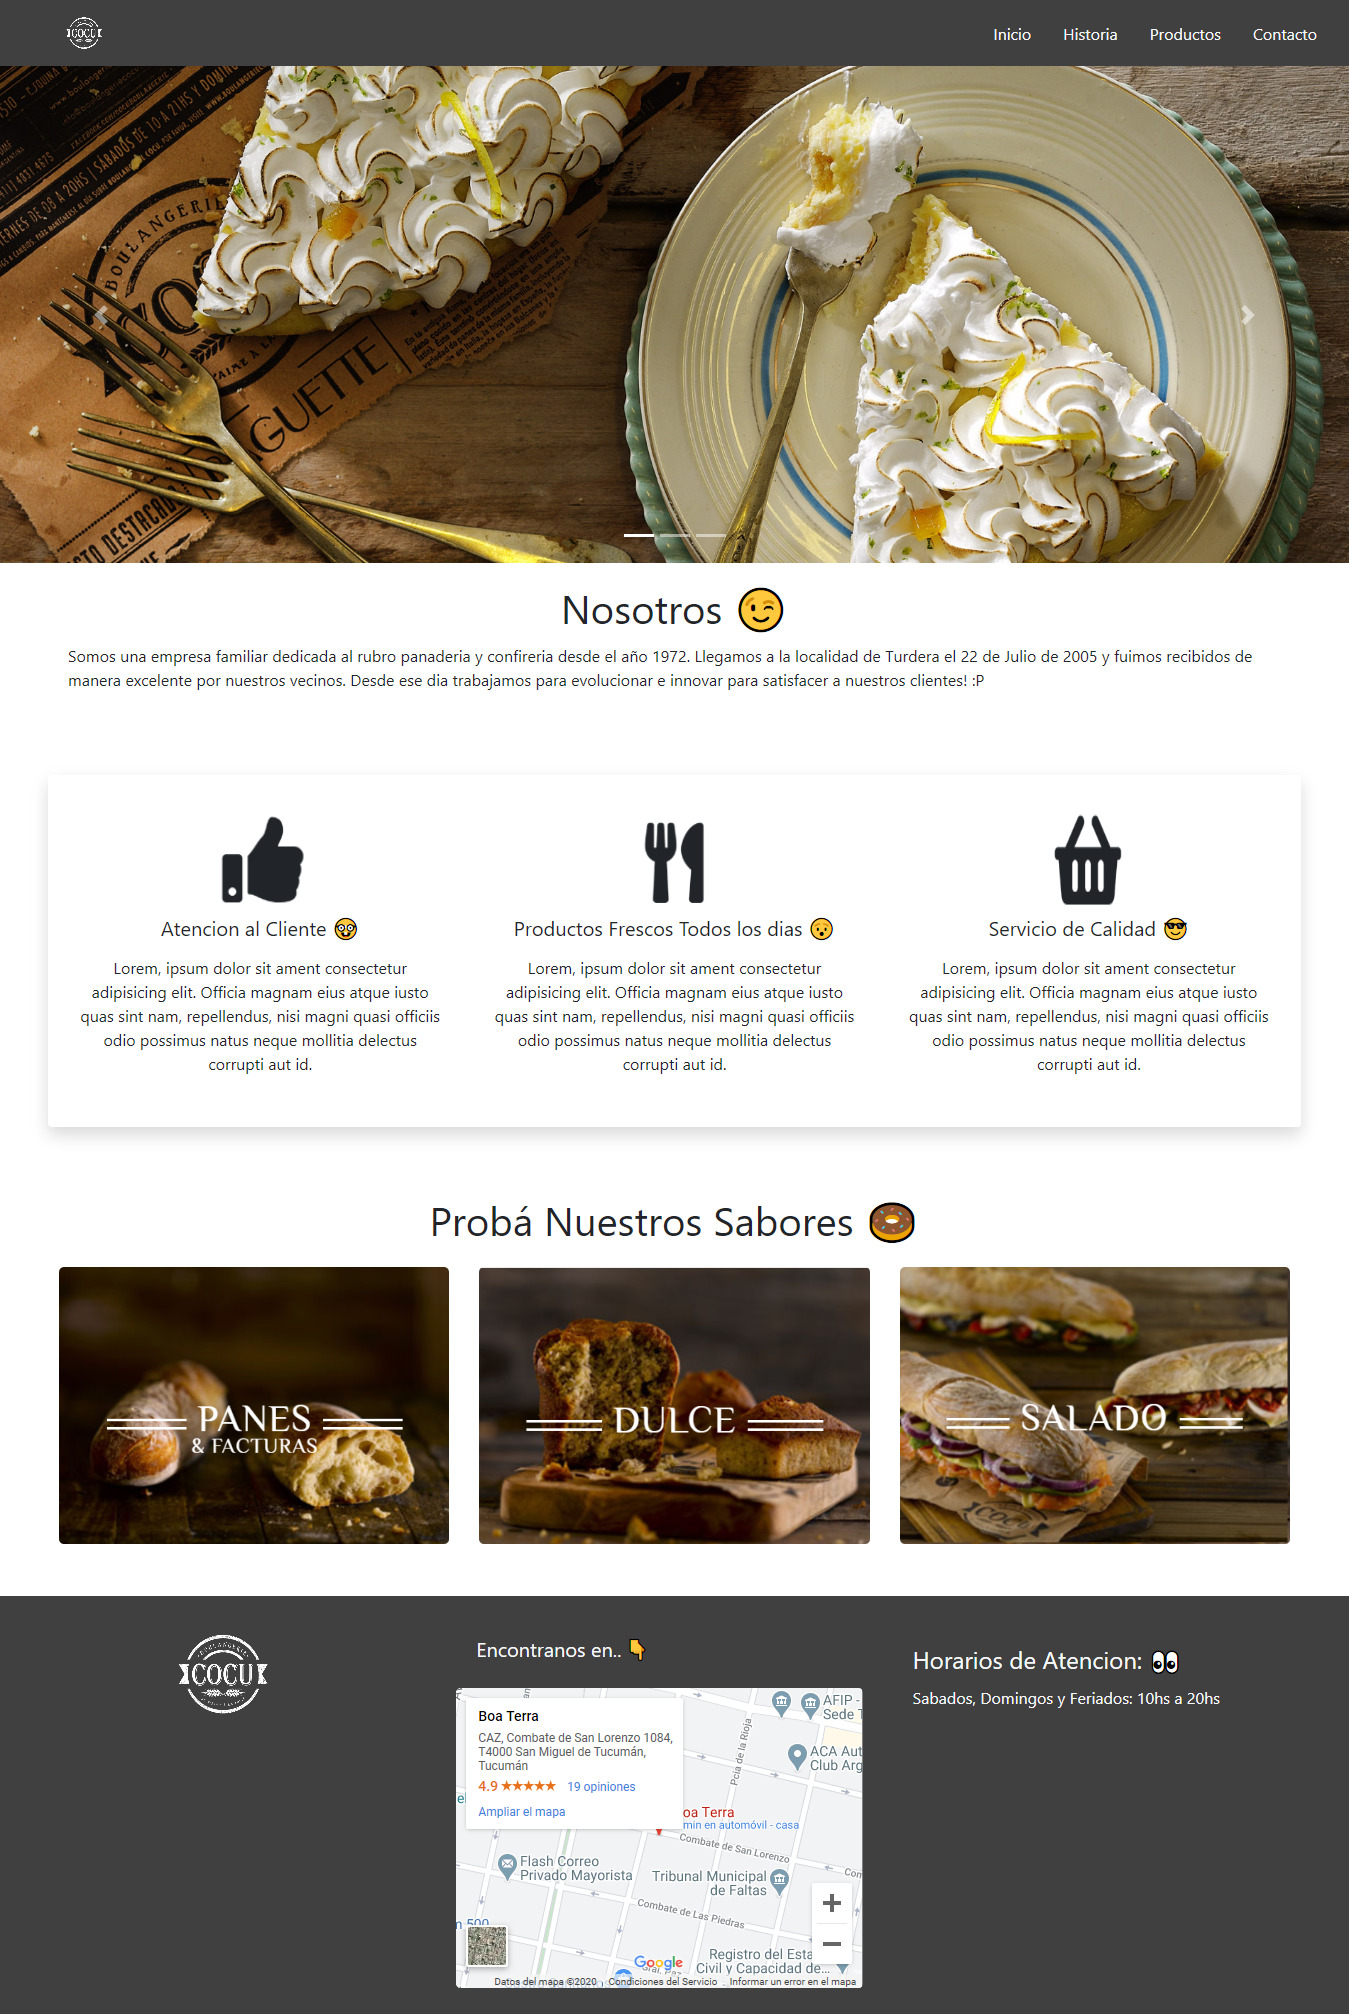 COCU
Inicio
Historia
Productos
Contacto
BOULANGERIE
BAGUETTE
Nosotros 😉
Somos una empresa familiar dedicada al rubro panaderia y confireria desde el año 1972. Llegamos a la localidad de Turdera el 22 de Julio de 2005 y fuimos recibidos de
manera excelente por nuestros vecinos. Desde ese dia trabajamos para evolucionar e innovar para satisfacer a nuestros clientes! :P
Atencion al Cliente 🤓
Lorem, ipsum dolor sit ament consectetur
adipisicing elit. Officia magnam eius atque iusto
quas sint nam, repellendus, nisi magni quasi officiis
odio possimus natus neque mollitia delectus
corrupti aut id.
Productos Frescos Todos los dias 😯
Lorem, ipsum dolor sit ament consectetur
adipisicing elit. Officia magnam eius atque iusto
quas sint nam, repellendus, nisi magni quasi officiis
odio possimus natus neque mollitia delectus
corrupti aut id.
Servicio de Calidad 😎
Lorem, ipsum dolor sit ament consectetur
adipisicing elit. Officia magnam eius atque iusto
quas sint nam, repellendus, nisi magni quasi officiis
odio possimus natus neque mollitia delectus
corrupti aut id.
Probá Nuestros Sabores 🍩
PANES
& FACTURAS
DULCE
SALADO
COCU
BOULANGERIE
COCU
Encontranos en.. 👇
Boa Terra
CAZ, Combate de San Lorenzo 1084,
T4000 San Miguel de Tucumán,
Tucumán
4.9 ★★★★★ 19 opiniones
Ampliar el mapa
AFIP -
Sede T
Pcia de la Rioja
ACA Aut
Club Arg
oa Terra
min en automóvil - casa
Combate de San Lorenzo
Flash Correo
Privado Mayorista
Tribunal Municipal
de Faltas
Com
Combate de Las Piedras
m 500
Registro del Esta
Civil y Capacidad de...
Gral. Paz
Google
Datos del mapa ©2020
Condiciones del Servicio
Informar un error en el mapa
Horarios de Atencion: 👀
Sabados, Domingos y Feriados: 10hs a 20hs